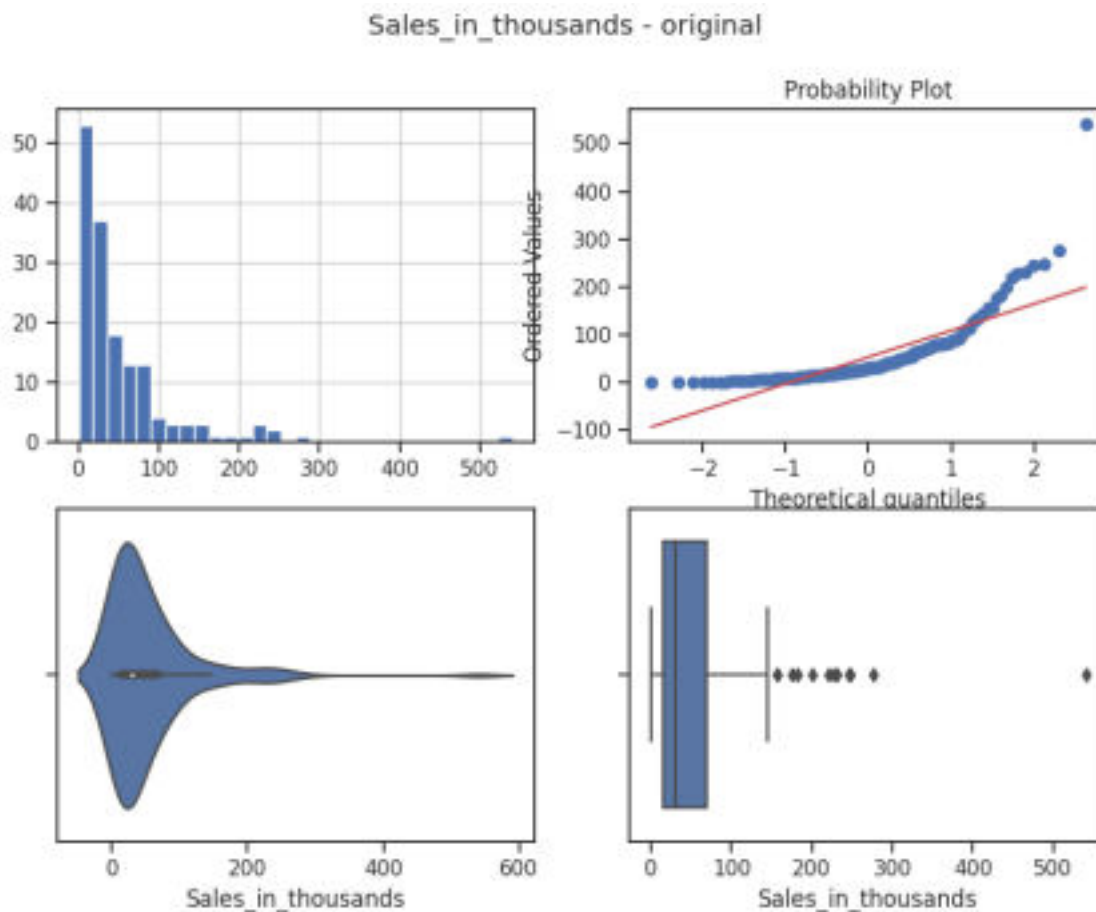 Sales_in_thousands - original
50
40
30
20
10
0
0 100 200 300 400 500
Probability Plot
Ordered Values
500
400
300
200
100
0
−100
−2 −1 0 1 2
Theoretical quantiles
0 200 400 600
Sales_in_thousands
0 100 200 300 400 500
Sales_in_thousands